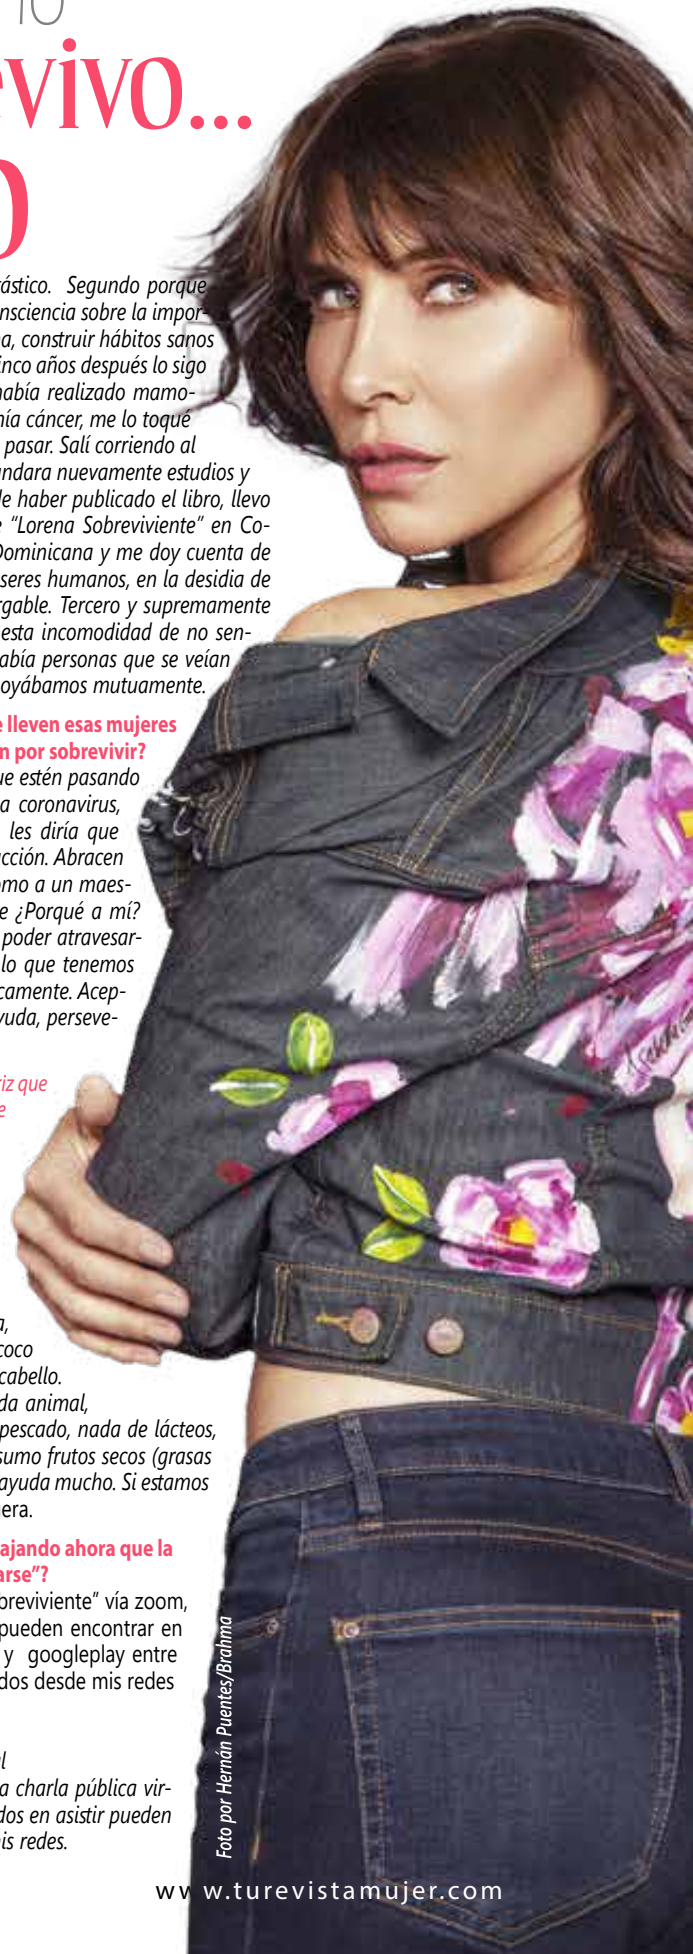 evivo...
O
rástico. Segundo porque
nsciencia sobre la impor-
a, construir hábitos sanos
inco años después lo sigo
había realizado mamo-
nía cáncer, me lo toqué
pasar. Salí corriendo al
andara nuevamente estudios y
de haber publicado el libro, llevo
e “Lorena Sobreviviente” en Co-
Dominicana y me doy cuenta de
seres humanos, en la desidia de
rgable. Tercero y supremamente
esta incomodidad de no sen-
abía personas que se veían
oyábamos mutuamente.
e lleven esas mujeres
n por sobrevivir?
ue estén pasando
a coronavirus,
les diría que
cción. Abracen
omo a un maes-
e ¿Porqué a mí?
poder atravesar-
lo que tenemos
camente. Acep-
yuda, perseve-
riz que
e
a,
coco
cabello.
da animal,
pescado, nada de lácteos,
sumo frutos secos (grasas
ayuda mucho. Si estamos
era.
ajando ahora que la
arse”?
breviviente” vía zoom,
pueden encontrar en
y googleplay entre
dos desde mis redes
l
a charla pública vir-
dos en asistir pueden
is redes.
Foto por Hernán Puentes/Brahma
www.turevistamujer.com